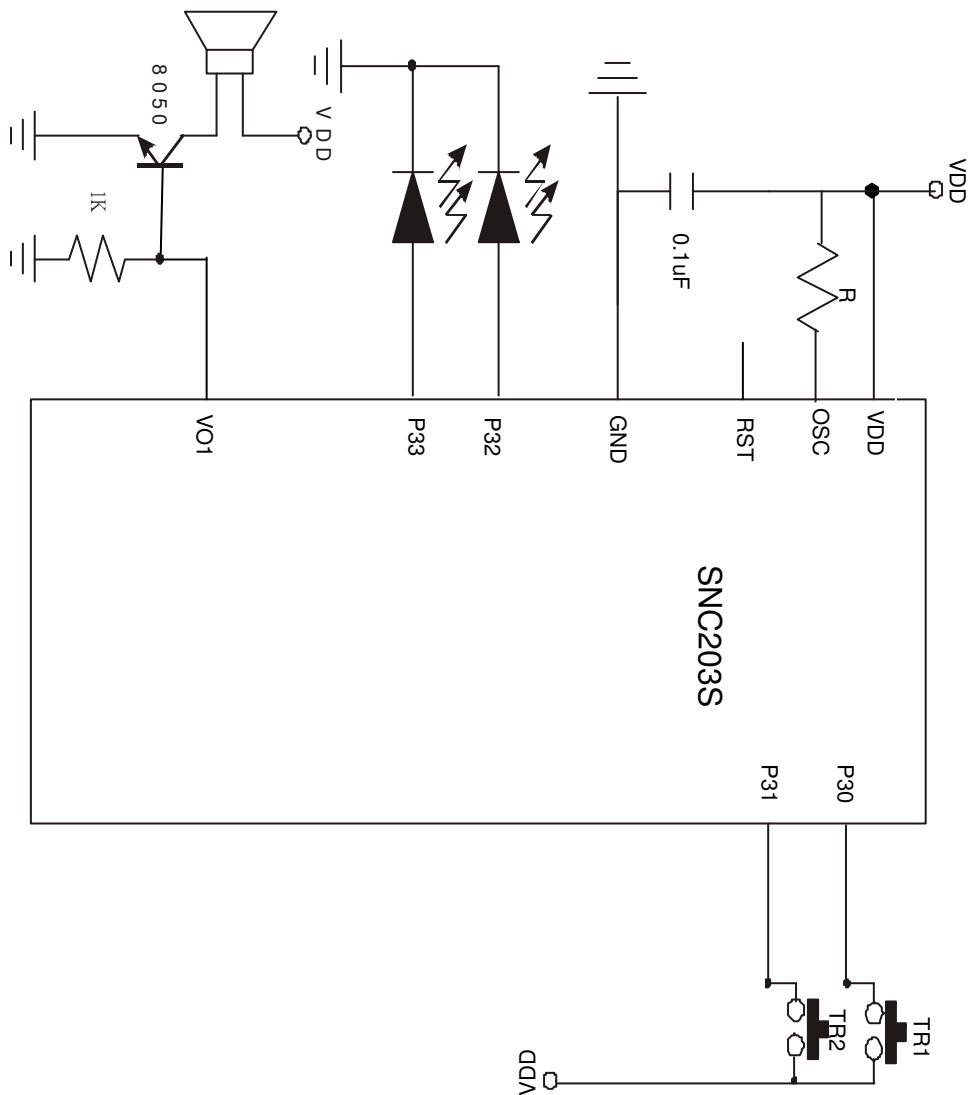 VDD
R
0.1uF
VDD
8050
1K
VDD
OSC
RST
GND
P32
P33
VO1
SNC203S
P30
P31
TR1
TR2
VDD